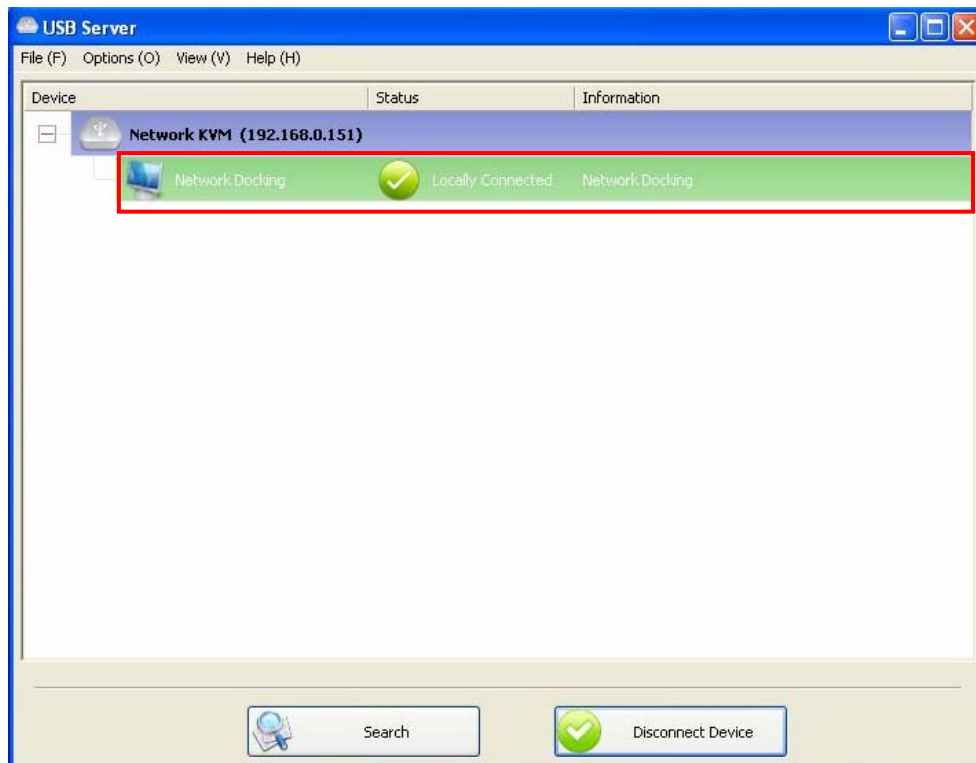 USB Server
File (F) Options (O) View (V) Help (H)
Device Status Information
Network KVM (192.168.0.151)
Network Docking Locally Connected Network Docking
Search Disconnect Device